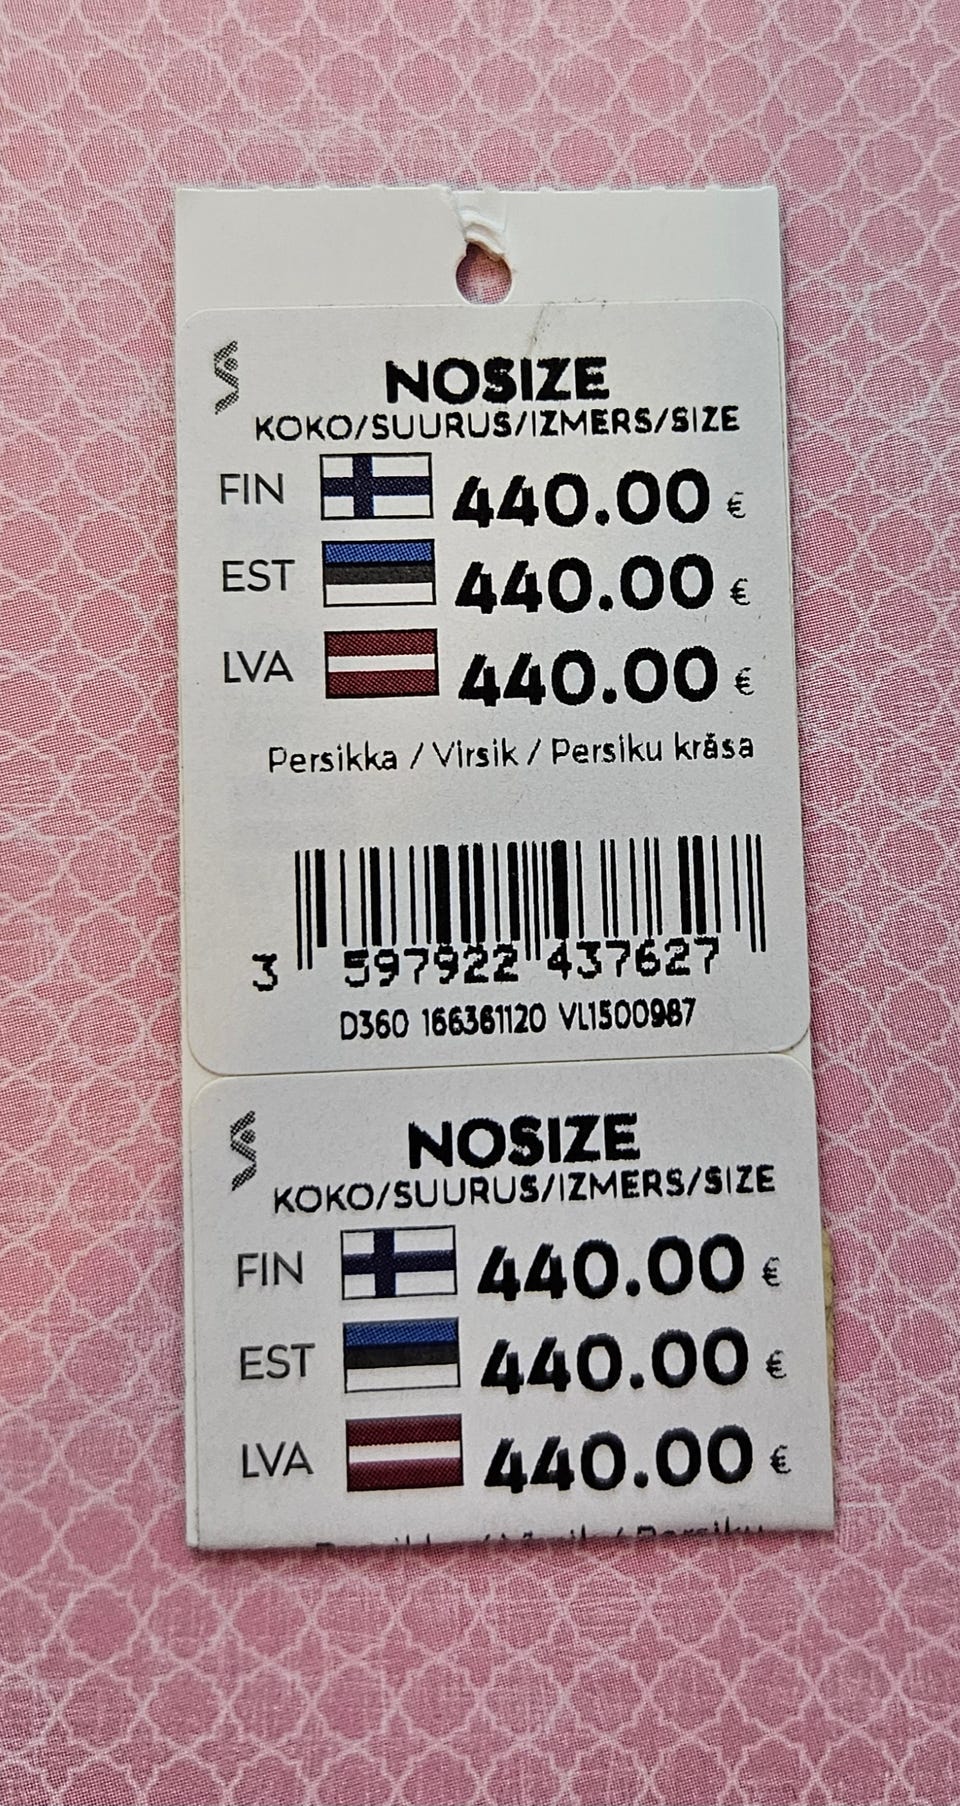 NOSIZE
KOKO/SUURUS/IZMERS/SIZE
FIN 440.00 €
EST 440.00 €
LVA 440.00 €
Persikka / Virsik / Persiku krāsa
3 597922 437627
D360 166361120 VL1500987
NOSIZE
KOKO/SUURUS/IZMERS/SIZE
FIN 440.00 €
EST 440.00 €
LVA 440.00 €